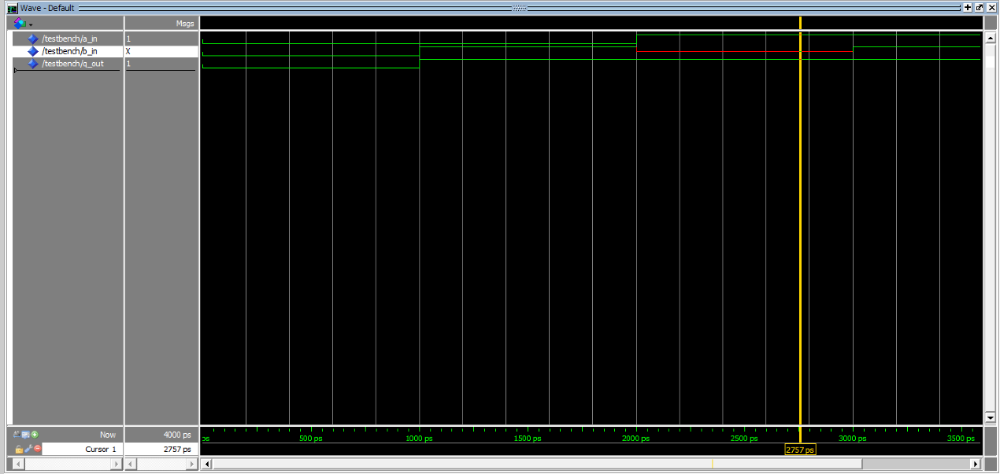 Wave - Default
Msgs
/testbench/a_in 1
/testbench/b_in X
/testbench/q_out 1
Now 4000 ps
ps 500 ps 1000 ps 1500 ps 2000 ps 2500 ps 3000 ps 3500 ps
Cursor 1 2757 ps
2757 ps